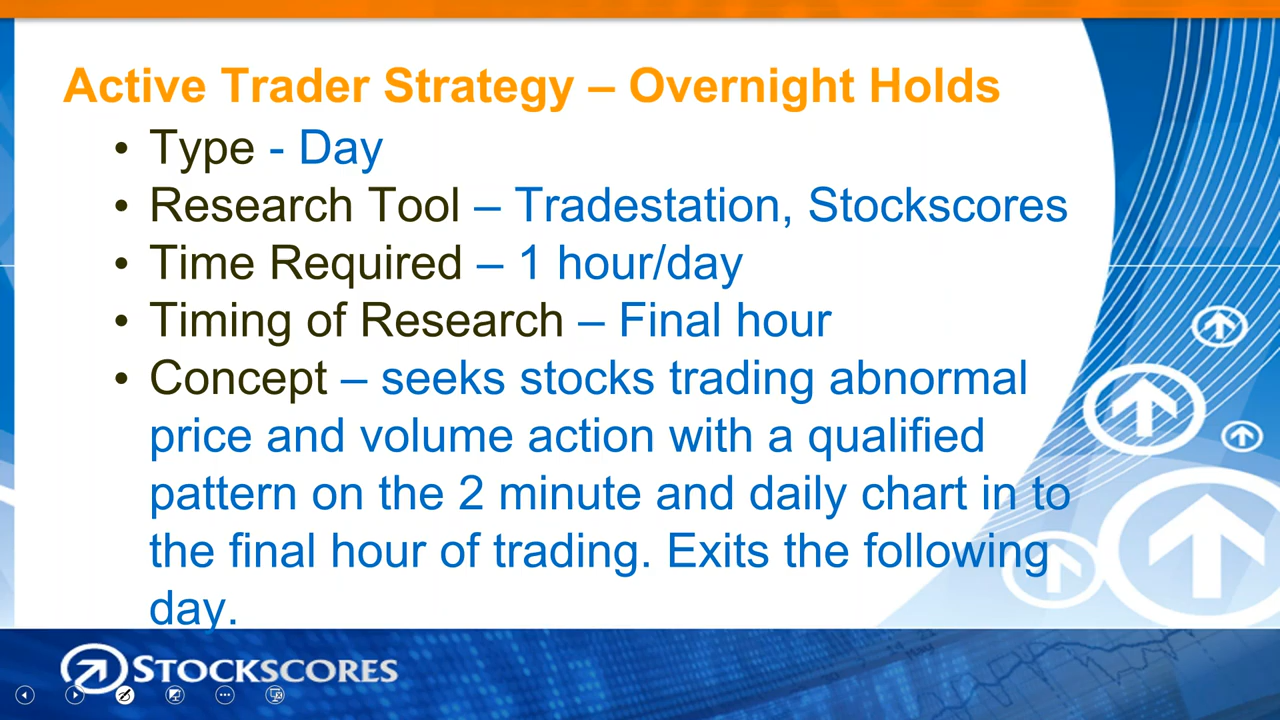 Active Trader Strategy – Overnight Holds
• Type - Day
• Research Tool – Tradestation, Stockscores
• Time Required – 1 hour/day
• Timing of Research – Final hour
• Concept – seeks stocks trading abnormal
price and volume action with a qualified
pattern on the 2 minute and daily chart in to
the final hour of trading. Exits the following
day.
STOCKSCORES